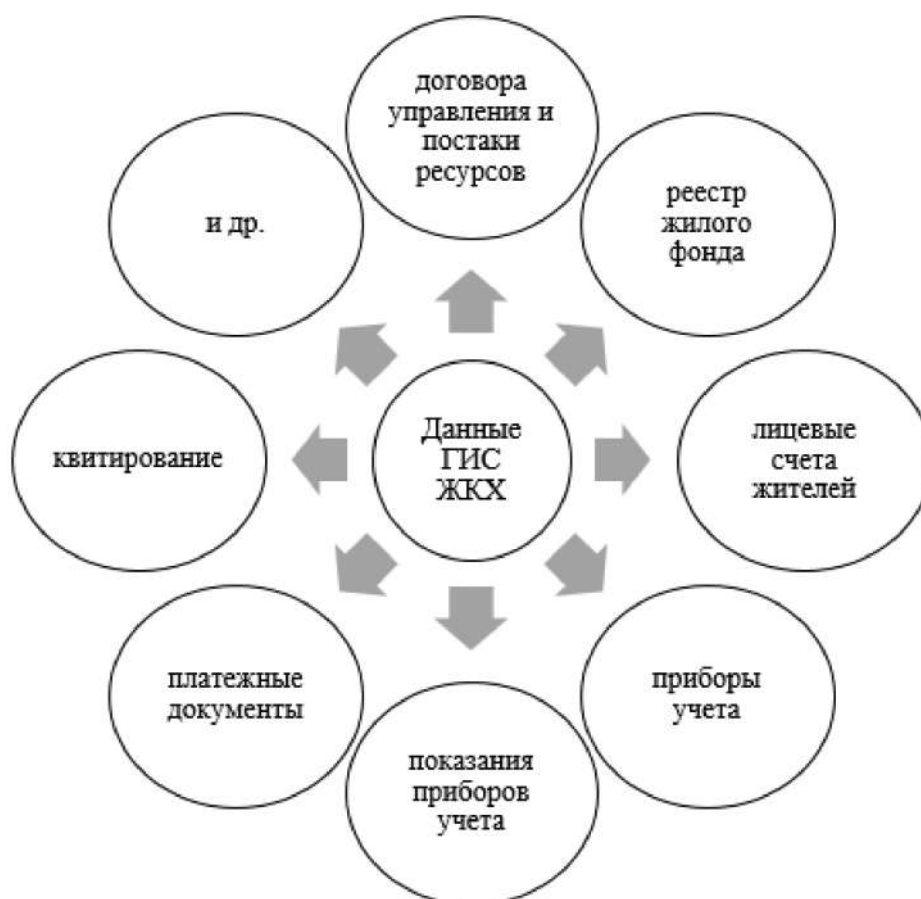 договора
управления и
постаки
ресурсов
реестр
жилого
фонда
лицевые
счета
жителей
приборы
учета
показания
приборов
учета
платежные
документы
квитирование
и др.
Данные
ГИС
ЖКХ